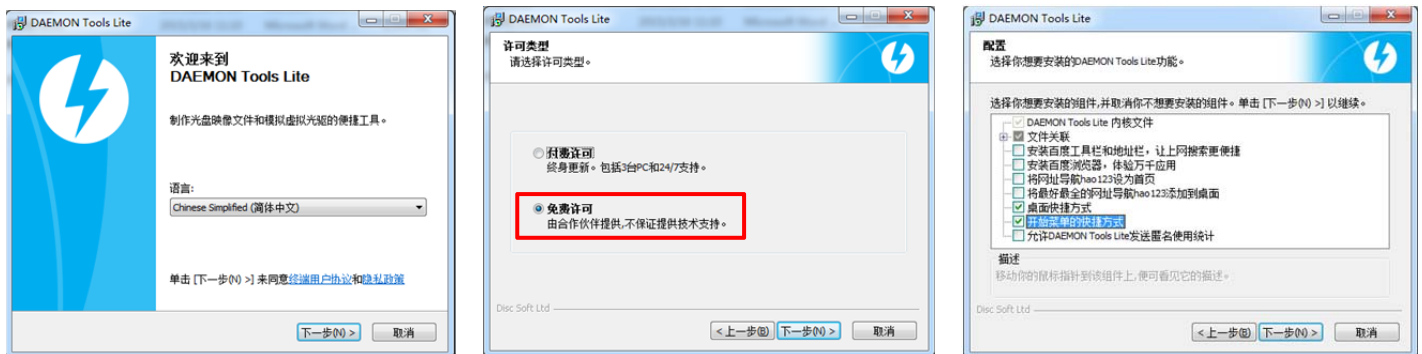 DAEMON Tools Lite
欢迎来到
DAEMON Tools Lite
制作光盘映像文件和模拟虚拟光驱的便捷工具。
语言:
Chinese Simplified (简体中文)
单击 [下一步(N) >] 来同意终端用户协议和隐私政策
下一步(N) >
取消
DAEMON Tools Lite
许可类型
请选择许可类型。
付费许可
终身更新。包括3台PC和24/7支持。
免费许可
由合作伙伴提供,不保证提供技术支持。
Disc Soft Ltd
<上一步(B) 下一步(N) > 取消
DAEMON Tools Lite
配置
选择你想要安装的DAEMON Tools Lite功能。
选择你想要安装的组件,并取消你不想要安装的组件。单击 [下一步(N) >] 以继续。
DAEMON Tools Lite 内核文件
文件关联
安装百度工具栏和地址栏，让上网搜索更便捷
安装百度浏览器，体验万千应用
将网址导航hao123设为首页
将最好最全的网址导航hao123添加到桌面
桌面快捷方式
开始菜单的快捷方式
允许DAEMON Tools Lite发送匿名使用统计
描述
移动你的鼠标指针到该组件上,便可看见它的描述。
Disc Soft Ltd
<上一步(B) 下一步(N) > 取消